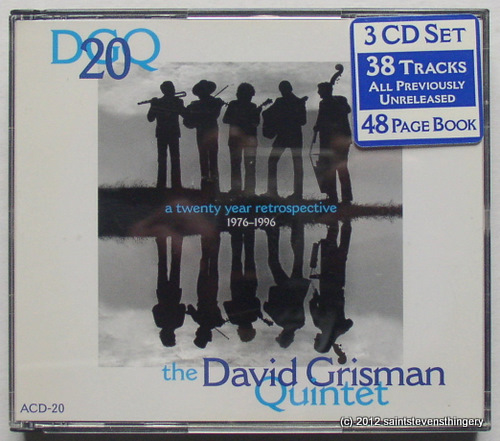 DGQ
20
3 CD SET
38 TRACKS
ALL PREVIOUSLY
UNRELEASED
48 PAGE BOOK
a twenty year retrospective
1976–1996
the David Grisman
Quintet
ACD-20
(c) 2012 saintstevensthingery